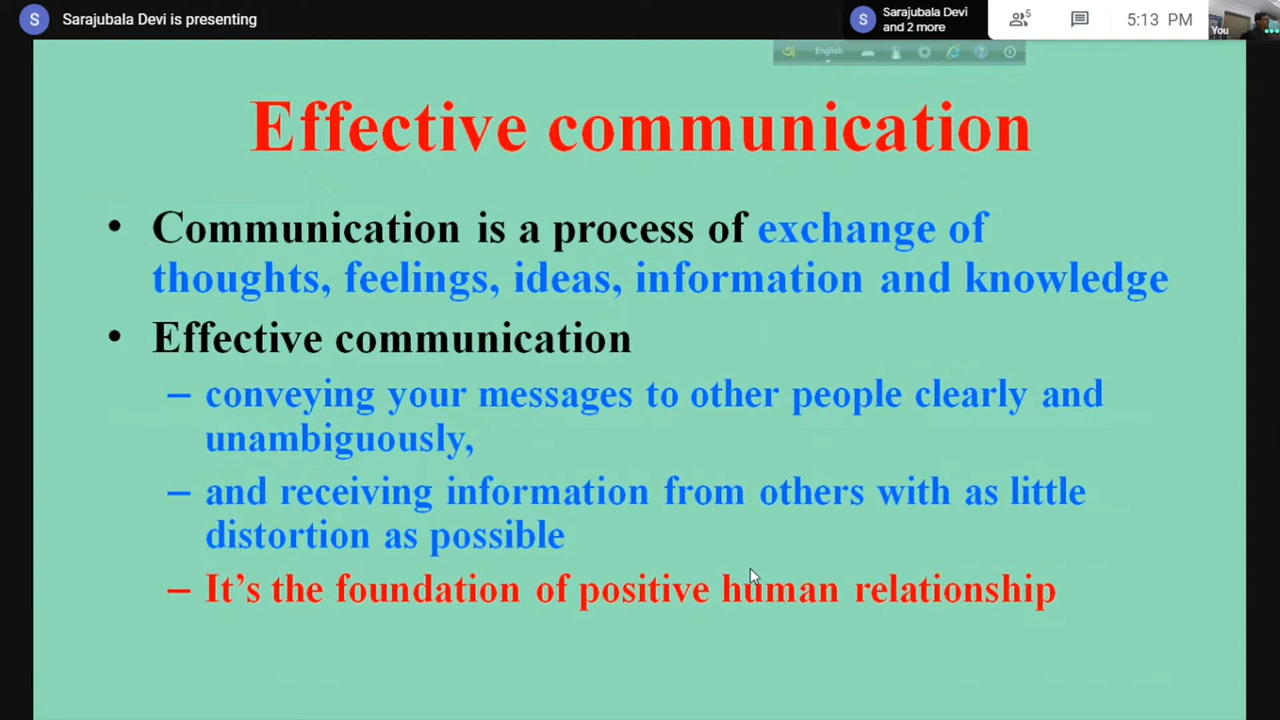 S Sarajubala Devi is presenting
S Sarajubala Devi
and 2 more
5
5:13 PM
You
অ English
Effective communication
• Communication is a process of exchange of
thoughts, feelings, ideas, information and knowledge
• Effective communication
– conveying your messages to other people clearly and
unambiguously,
– and receiving information from others with as little
distortion as possible
– It’s the foundation of positive human relationship